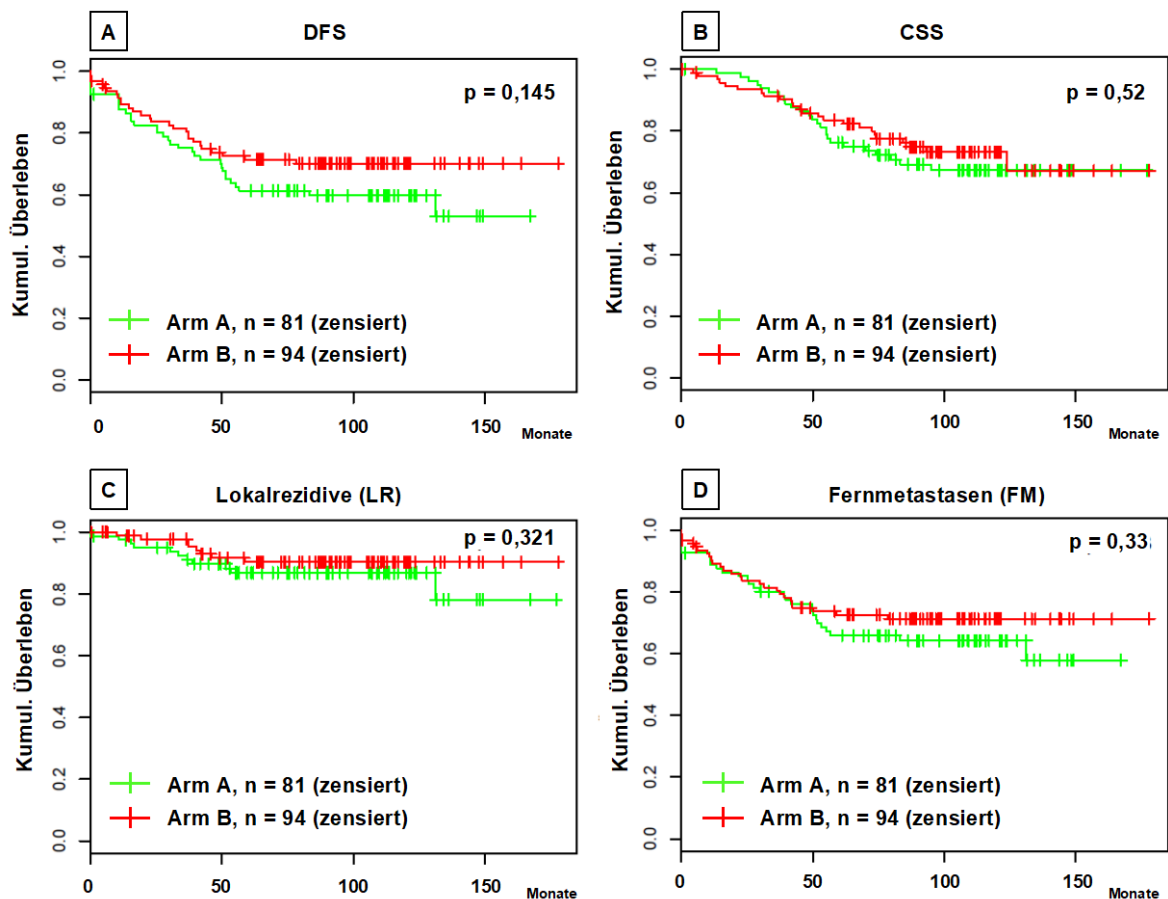 A
DFS
Kumul. Überleben
1.0
0.8
0.6
0.4
0.2
0.0
p = 0,145
Arm A, n = 81 (zensiert)
Arm B, n = 94 (zensiert)
0 50 100 150 Monate
B
CSS
Kumul. Überleben
1.0
0.8
0.6
0.4
0.2
0.0
p = 0,52
Arm A, n = 81 (zensiert)
Arm B, n = 94 (zensiert)
0 50 100 150 Monate
C
Lokalrezidive (LR)
Kumul. Überleben
1.0
0.8
0.6
0.4
0.2
0.0
p = 0,321
Arm A, n = 81 (zensiert)
Arm B, n = 94 (zensiert)
0 50 100 150 Monate
D
Fernmetastasen (FM)
Kumul. Überleben
1.0
0.8
0.6
0.4
0.2
0.0
p = 0,33
Arm A, n = 81 (zensiert)
Arm B, n = 94 (zensiert)
0 50 100 150 Monate